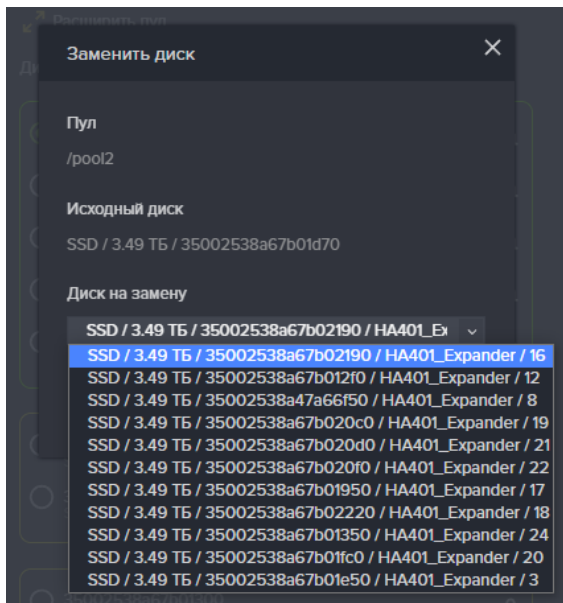 Расширить пул
Заменить диск
Пул
/pool2
Исходный диск
SSD / 3.49 ТБ / 35002538a67b01d70
Диск на замену
SSD / 3.49 ТБ / 35002538a67b02190 / HA401_Ex
SSD / 3.49 ТБ / 35002538a67b02190 / HA401_Expander / 16
SSD / 3.49 ТБ / 35002538a67b012f0 / HA401_Expander / 12
SSD / 3.49 ТБ / 35002538a47a66f50 / HA401_Expander / 8
SSD / 3.49 ТБ / 35002538a67b020c0 / HA401_Expander / 19
SSD / 3.49 ТБ / 35002538a67b020d0 / HA401_Expander / 21
SSD / 3.49 ТБ / 35002538a67b020f0 / HA401_Expander / 22
SSD / 3.49 ТБ / 35002538a67b01950 / HA401_Expander / 17
SSD / 3.49 ТБ / 35002538a67b02220 / HA401_Expander / 18
SSD / 3.49 ТБ / 35002538a67b01350 / HA401_Expander / 24
SSD / 3.49 ТБ / 35002538a67b01fc0 / HA401_Expander / 20
SSD / 3.49 ТБ / 35002538a67b01e50 / HA401_Expander / 3
35002538a67b01300